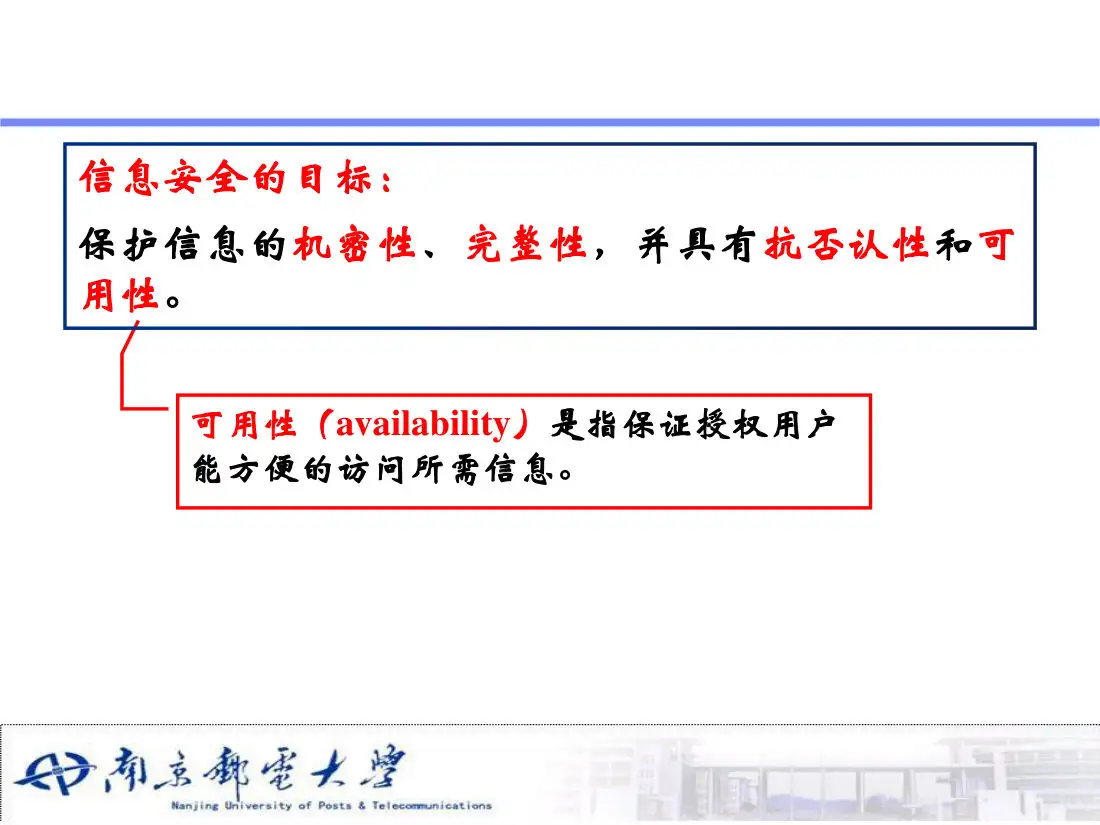 信息安全的目标：
保护信息的机密性、完整性，并具有抗否认性和可
用性。
可用性（availability）是指保证授权用户
能方便的访问所需信息。
南京郵電大學
Nanjing University of Posts & Telecommunications